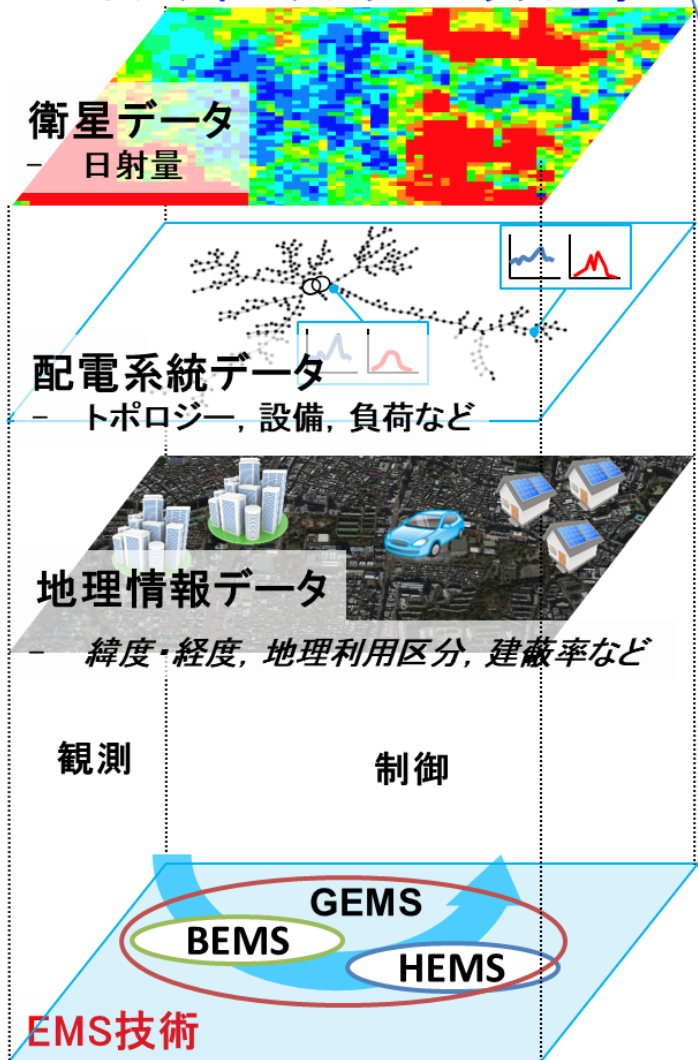 衛星データ
- 日射量
配電系統データ
- トポロジー, 設備, 負荷など
地理情報データ
- 緯度・経度, 地理利用区分, 建蔽率など
観測
制御
GEMS
BEMS
HEMS
EMS技術